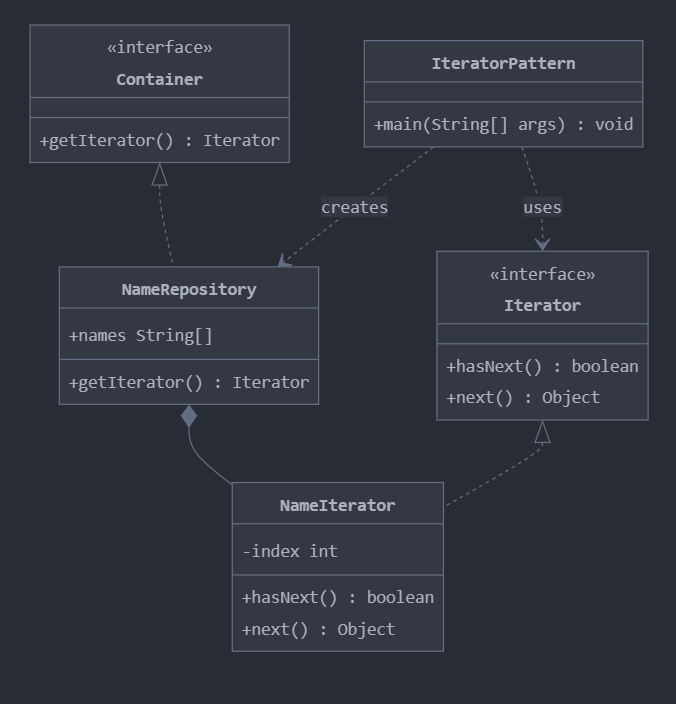 «interface»
Container
+getIterator() : Iterator
IteratorPattern
+main(String[] args) : void
creates
uses
NameRepository
+names String[]
+getIterator() : Iterator
«interface»
Iterator
+hasNext() : boolean
+next() : Object
NameIterator
-index int
+hasNext() : boolean
+next() : Object